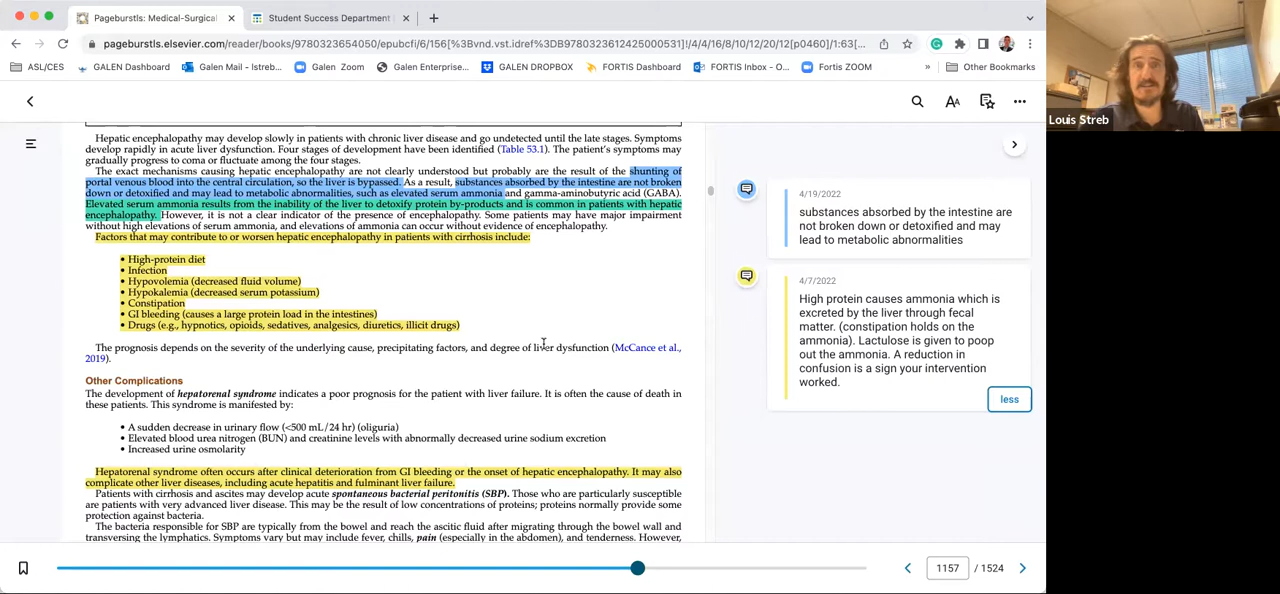 Pageburstls: Medical-Surgical
Student Success Department
pageburstls.elsevier.com/reader/books/9780323654050/epubcfi/6/156[%3Bvnd.vst.idref%3DB9780323612425000531]!/4/4/16/8/10/12/20/12[p0460]/1:63[...
ASL/CES
GALEN Dashboard
Galen Mail - lstreb...
Galen Zoom
Galen Enterprise...
GALEN DROPBOX
FORTIS Dashboard
FORTIS Inbox - O...
Fortis ZOOM
»
Other Bookmarks
Louis Streb
AA
Hepatic encephalopathy may develop slowly in patients with chronic liver disease and go undetected until the late stages. Symptoms
develop rapidly in acute liver dysfunction. Four stages of development have been identified (Table 53.1). The patient's symptoms may
gradually progress to coma or fluctuate among the four stages.
The exact mechanisms causing hepatic encephalopathy are not clearly understood but probably are the result of the shunting of
portal venous blood into the central circulation, so the liver is bypassed. As a result, substances absorbed by the intestine are not broken
down or detoxified and may lead to metabolic abnormalities, such as elevated serum ammonia and gamma-aminobutyric acid (GABA).
Elevated serum ammonia results from the inability of the liver to detoxify protein by-products and is common in patients with hepatic
encephalopathy. However, it is not a clear indicator of the presence of encephalopathy. Some patients may have major impairment
without high elevations of serum ammonia, and elevations of ammonia can occur without evidence of encephalopathy.
Factors that may contribute to or worsen hepatic encephalopathy in patients with cirrhosis include:
• High-protein diet
• Infection
• Hypovolemia (decreased fluid volume)
• Hypokalemia (decreased serum potassium)
• Constipation
• GI bleeding (causes a large protein load in the intestines)
• Drugs (e.g., hypnotics, opioids, sedatives, analgesics, diuretics, illicit drugs)
The prognosis depends on the severity of the underlying cause, precipitating factors, and degree of liver dysfunction (McCance et al.,
2019).
Other Complications
The development of hepatorenal syndrome indicates a poor prognosis for the patient with liver failure. It is often the cause of death in
these patients. This syndrome is manifested by:
• A sudden decrease in urinary flow (<500 mL/24 hr) (oliguria)
• Elevated blood urea nitrogen (BUN) and creatinine levels with abnormally decreased urine sodium excretion
• Increased urine osmolarity
Hepatorenal syndrome often occurs after clinical deterioration from GI bleeding or the onset of hepatic encephalopathy. It may also
complicate other liver diseases, including acute hepatitis and fulminant liver failure.
Patients with cirrhosis and ascites may develop acute spontaneous bacterial peritonitis (SBP). Those who are particularly susceptible
are patients with very advanced liver disease. This may be the result of low concentrations of proteins; proteins normally provide some
protection against bacteria.
The bacteria responsible for SBP are typically from the bowel and reach the ascitic fluid after migrating through the bowel wall and
transversing the lymphatics. Symptoms vary but may include fever, chills, pain (especially in the abdomen), and tenderness. However,
4/19/2022
substances absorbed by the intestine are
not broken down or detoxified and may
lead to metabolic abnormalities
4/7/2022
High protein causes ammonia which is
excreted by the liver through fecal
matter. (constipation holds on the
ammonia). Lactulose is given to poop
out the ammonia. A reduction in
confusion is a sign your intervention
worked.
less
1157 / 1524